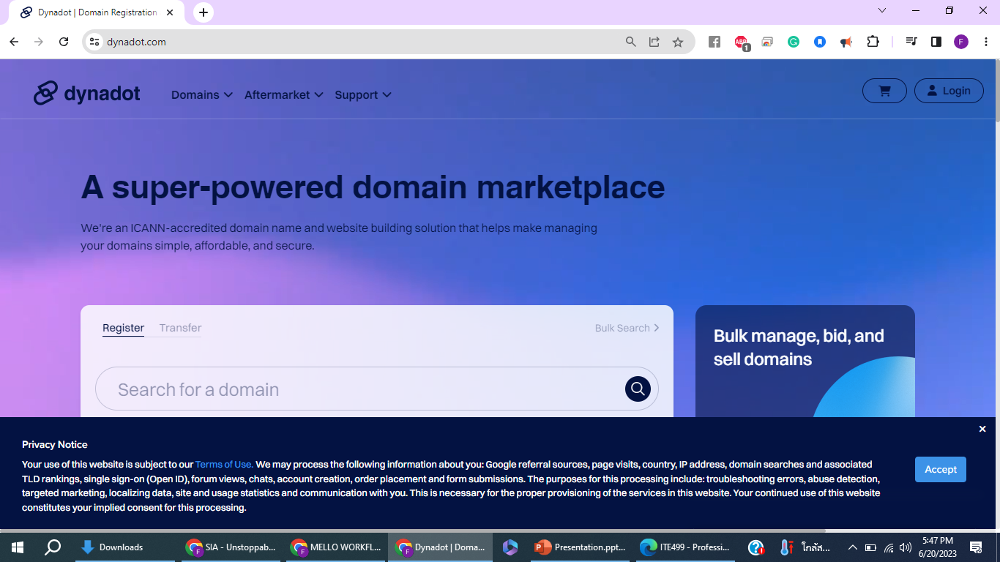 Dynadot | Domain Registration
dynadot.com
ABP
1
G
F
dynadot
Domains
Aftermarket
Support
Login
A super-powered domain marketplace
We're an ICANN-accredited domain name and website building solution that helps make managing
your domains simple, affordable, and secure.
Register
Transfer
Bulk Search
Search for a domain
Bulk manage, bid, and
sell domains
Privacy Notice
Your use of this website is subject to our Terms of Use. We may process the following information about you: Google referral sources, page visits, country, IP address, domain searches and associated
TLD rankings, single sign-on (Open ID), forum views, chats, account creation, order placement and form submissions. The purposes for this processing include: troubleshooting errors, abuse detection,
targeted marketing, localizing data, site and usage statistics and communication with you. This is necessary for the proper provisioning of the services in this website. Your continued use of this website
constitutes your implied consent for this processing.
Accept
Downloads
F
SIA - Unstoppab...
F
MELLO WORKFL...
F
Dynadot | Doma...
P
Presentation.ppt...
ITE499 - Professi...
ใกล้ส...
5:47 PM
6/20/2023